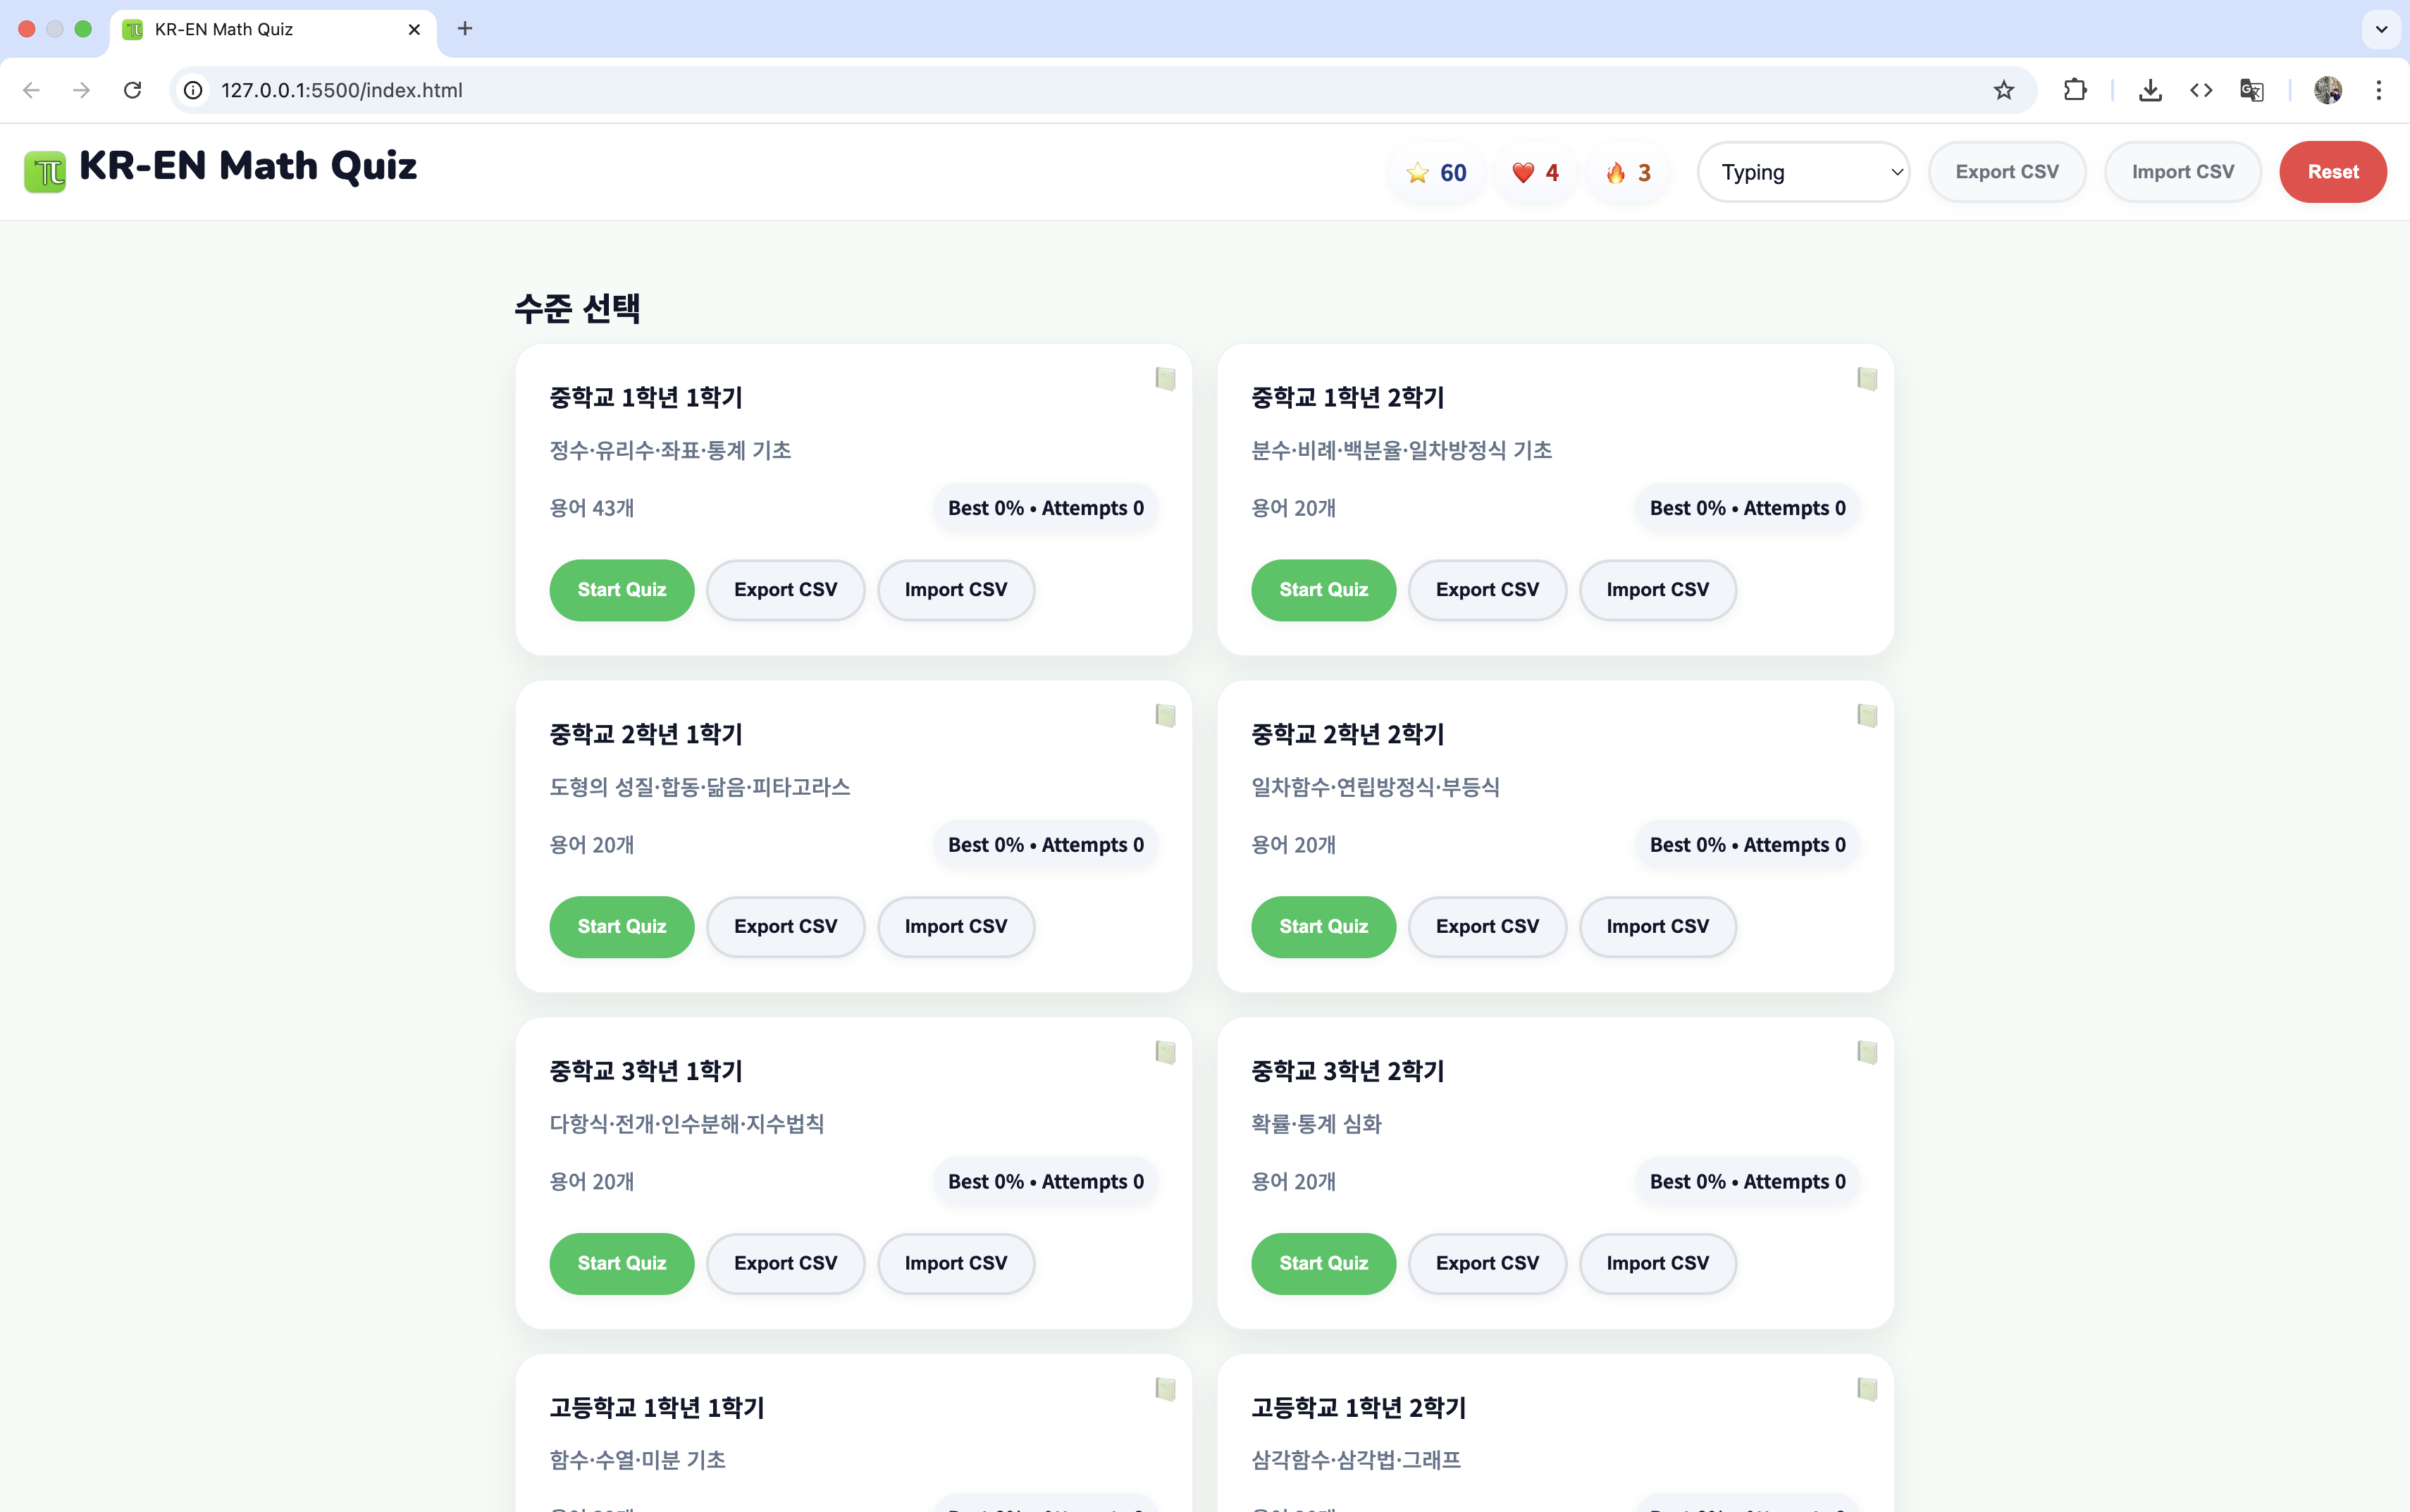 KR-EN Math Quiz
127.0.0.1:5500/index.html
KR-EN Math Quiz
60
4
3
Typing
Export CSV
Import CSV
Reset
수준 선택
중학교 1학년 1학기
정수·유리수·좌표·통계 기초
용어 43개
Best 0% • Attempts 0
Start Quiz
Export CSV
Import CSV
중학교 1학년 2학기
분수·비례·백분율·일차방정식 기초
용어 20개
Best 0% • Attempts 0
Start Quiz
Export CSV
Import CSV
중학교 2학년 1학기
도형의 성질·합동·닮음·피타고라스
용어 20개
Best 0% • Attempts 0
Start Quiz
Export CSV
Import CSV
중학교 2학년 2학기
일차함수·연립방정식·부등식
용어 20개
Best 0% • Attempts 0
Start Quiz
Export CSV
Import CSV
중학교 3학년 1학기
다항식·전개·인수분해·지수법칙
용어 20개
Best 0% • Attempts 0
Start Quiz
Export CSV
Import CSV
중학교 3학년 2학기
확률·통계 심화
용어 20개
Best 0% • Attempts 0
Start Quiz
Export CSV
Import CSV
고등학교 1학년 1학기
함수·수열·미분 기초
고등학교 1학년 2학기
삼각함수·삼각법·그래프